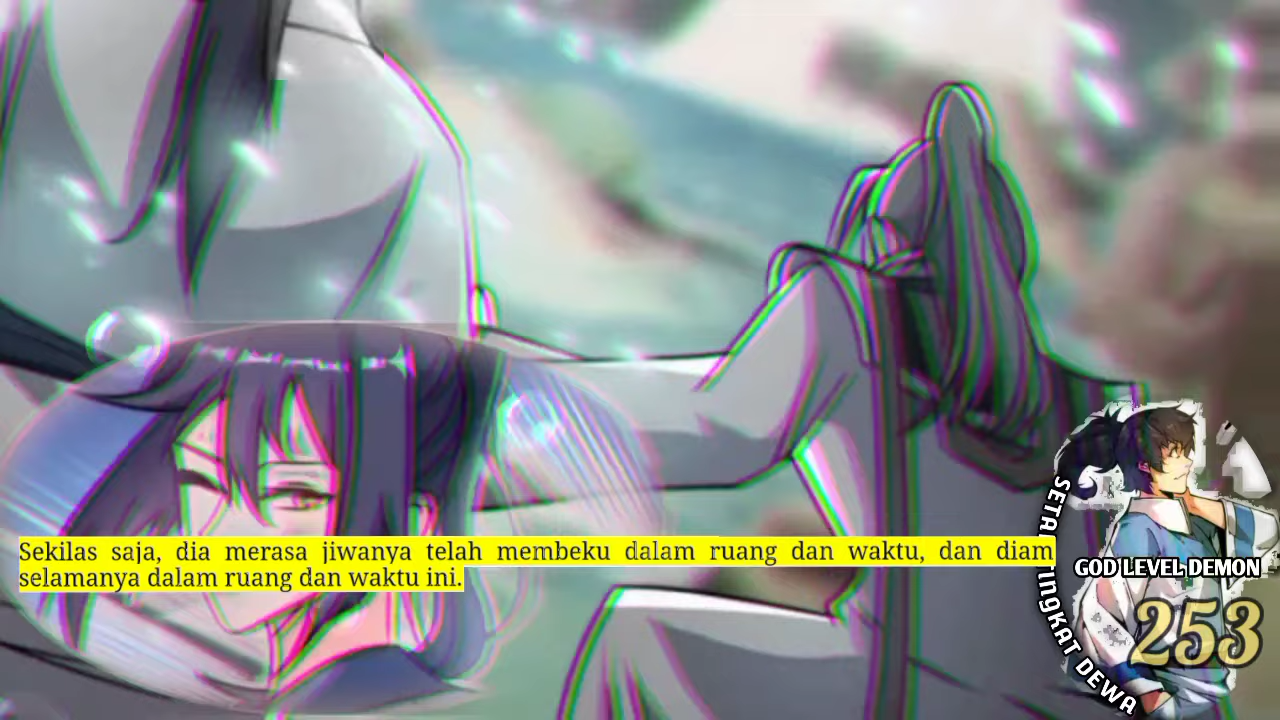 Sekilas saja, dia merasa jiwanya telah membeku dalam ruang dan waktu, dan diam
selamanya dalam ruang dan waktu ini.
GOD LEVEL DEMON
253
SETAN TINGKAT DEWA